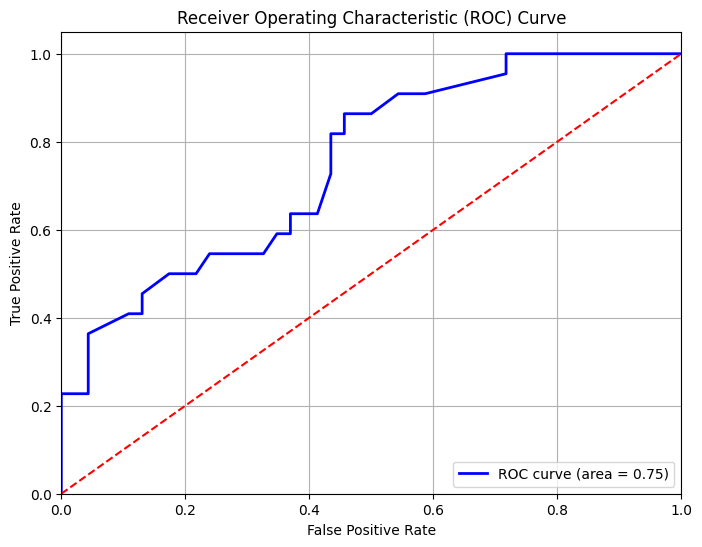 Receiver Operating Characteristic (ROC) Curve
True Positive Rate
1.0
0.8
0.6
0.4
0.2
0.0
ROC curve (area = 0.75)
0.0 0.2 0.4 0.6 0.8 1.0
False Positive Rate